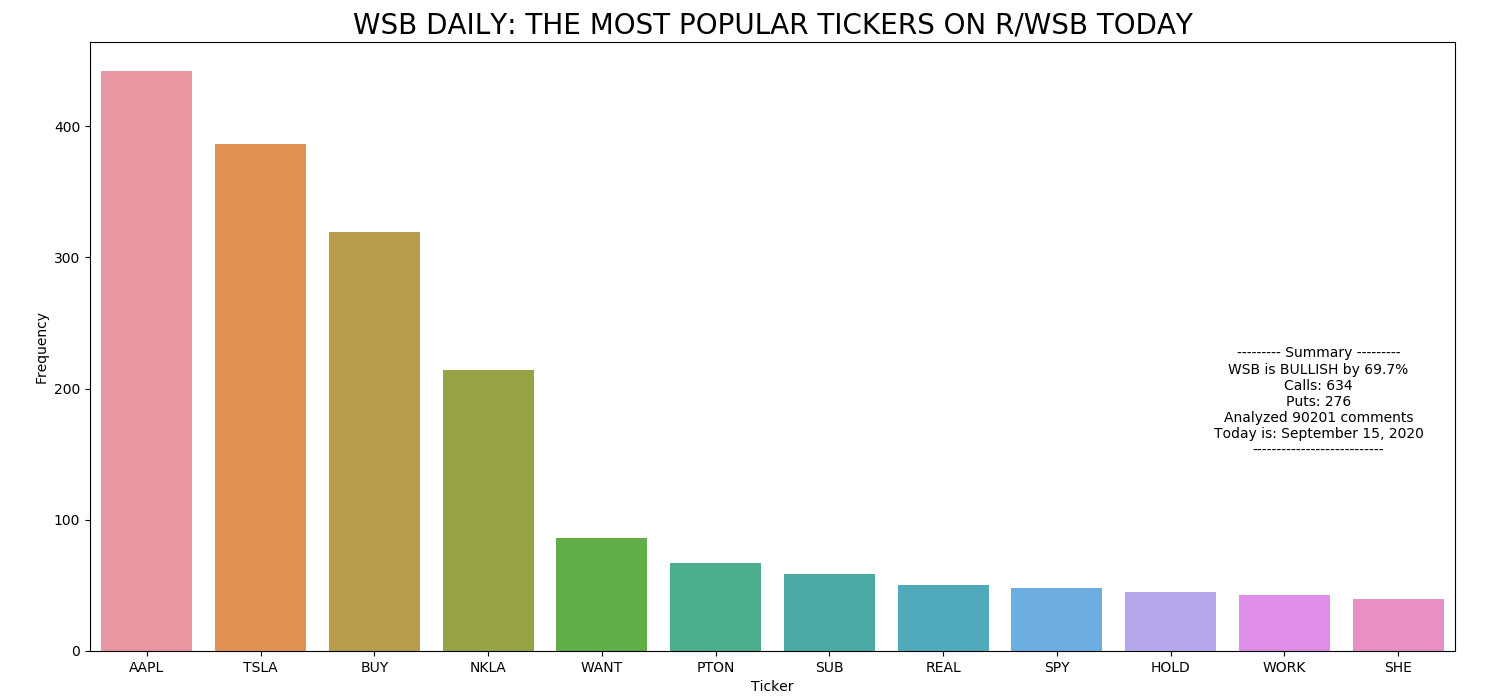 WSB DAILY: THE MOST POPULAR TICKERS ON R/WSB TODAY
400
300
200
100
0
Frequency
--------- Summary ---------
WSB is BULLISH by 69.7%
Calls: 634
Puts: 276
Analyzed 90201 comments
Today is: September 15, 2020
---------------------------
AAPL TSLA BUY NKLA WANT PTON SUB REAL SPY HOLD WORK SHE
Ticker